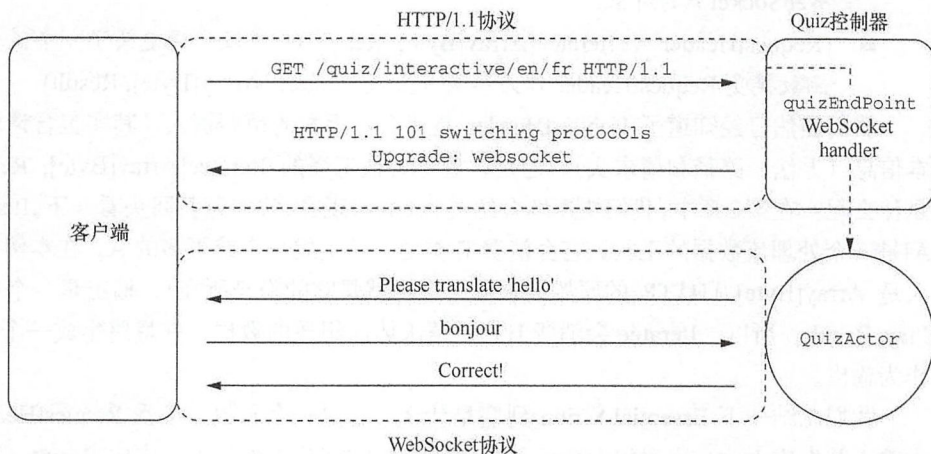 HTTP/1.1协议
Quiz控制器
GET /quiz/interactive/en/fr HTTP/1.1
quizEndPoint
WebSocket
handler
HTTP/1.1 101 switching protocols
Upgrade: websocket
客户端
Please translate 'hello'
bonjour
Correct!
QuizActor
WebSocket协议